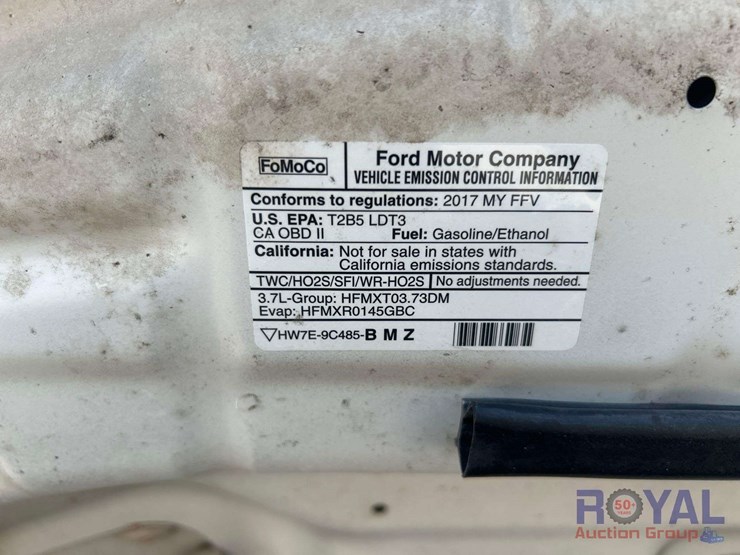 FoMoCo
Ford Motor Company
VEHICLE EMISSION CONTROL INFORMATION
Conforms to regulations: 2017 MY FFV
U.S. EPA: T2B5 LDT3
CA OBD II Fuel: Gasoline/Ethanol
California: Not for sale in states with
California emissions standards.
TWC/HO2S/SFI/WR-HO2S No adjustments needed.
3.7L-Group: HFMXT03.73DM
Evap: HFMXR0145GBC
HW7E-9C485-B M Z
ROYAL
50+
YEARS
Auction Group